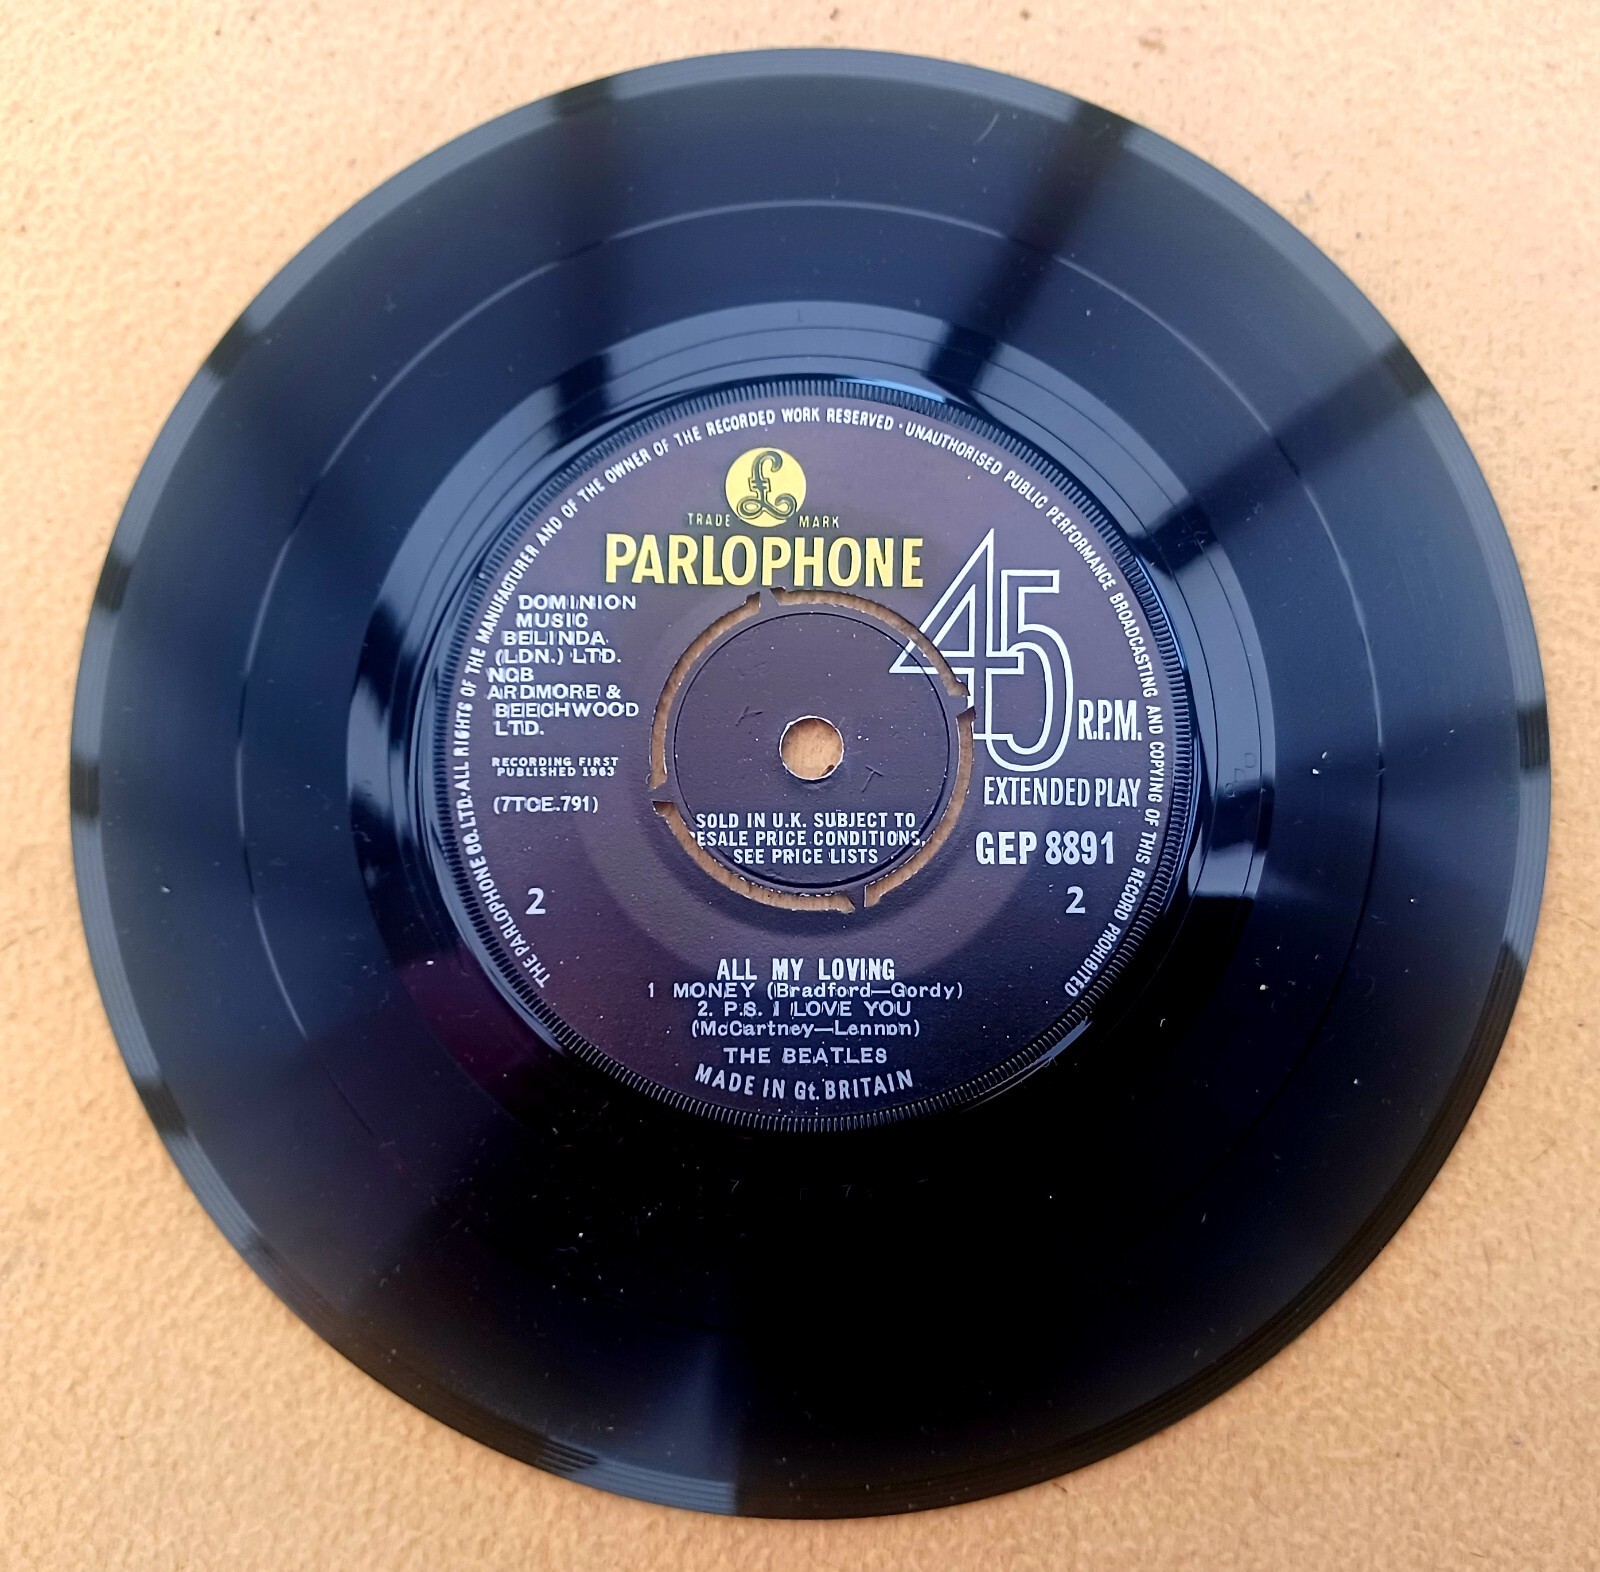 THE PARLOPHONE CO. LTD.·ALL RIGHTS OF THE MANUFACTURER AND OF THE OWNER OF THE RECORDED WORK RESERVED · UNAUTHORISED PUBLIC PERFORMANCE BROADCASTING AND COPYING OF THIS RECORD PROHIBITED
£
TRADE MARK
PARLOPHONE
DOMINION
MUSIC
BELINDA
(LDN.) LTD.
NCB
ARDMORE &
BEECHWOOD
LTD.
RECORDING FIRST
PUBLISHED 1963
(7TCE.791)
45
R.P.M.
EXTENDED PLAY
GEP 8891
K T
SOLD IN U.K. SUBJECT TO
RESALE PRICE CONDITIONS,
SEE PRICE LISTS
2 2
ALL MY LOVING
1 MONEY (Bradford—Gordy)
2. P.S. I LOVE YOU
(McCartney—Lennon)
THE BEATLES
MADE IN Gt. BRITAIN